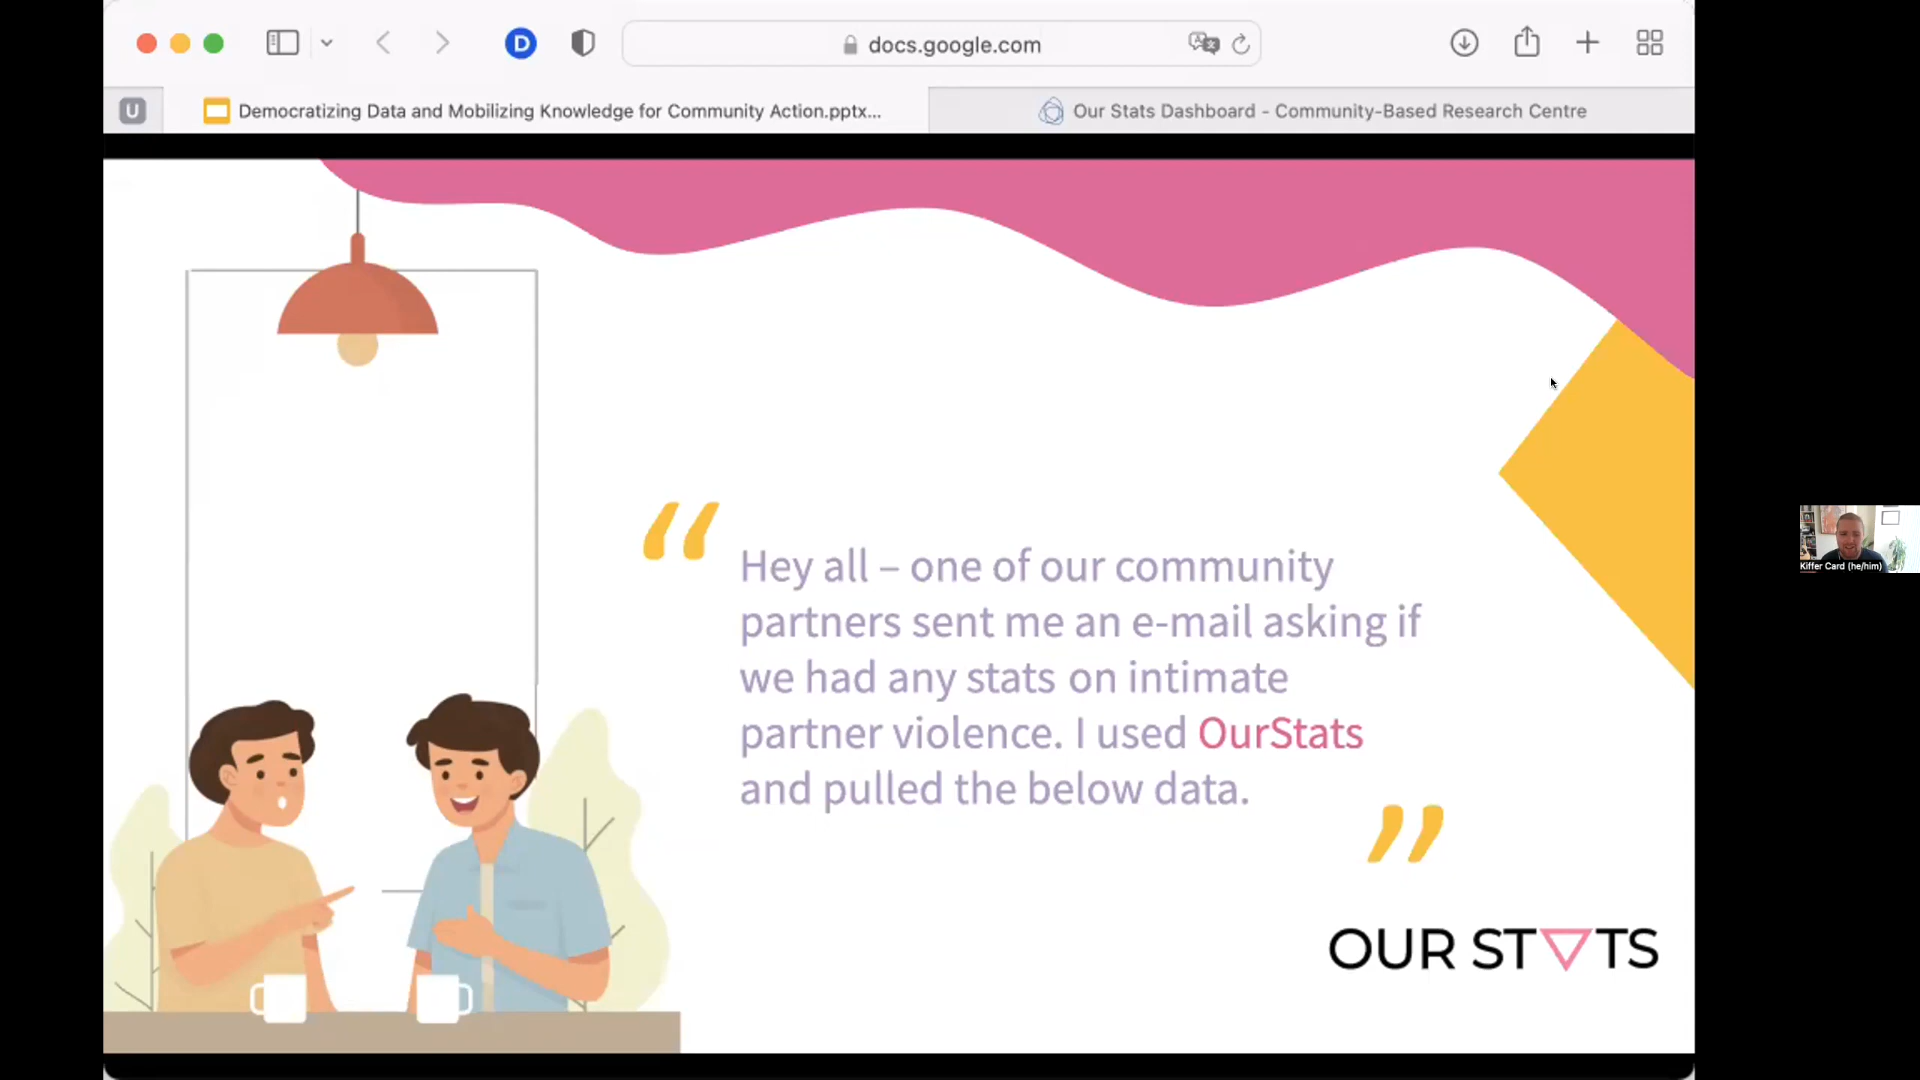 D
docs.google.com
U
Democratizing Data and Mobilizing Knowledge for Community Action.pptx...
Our Stats Dashboard - Community-Based Research Centre
“
Hey all – one of our community
partners sent me an e-mail asking if
we had any stats on intimate
partner violence. I used OurStats
and pulled the below data.
”
OUR ST▽TS
Kiffer Card (he/him)